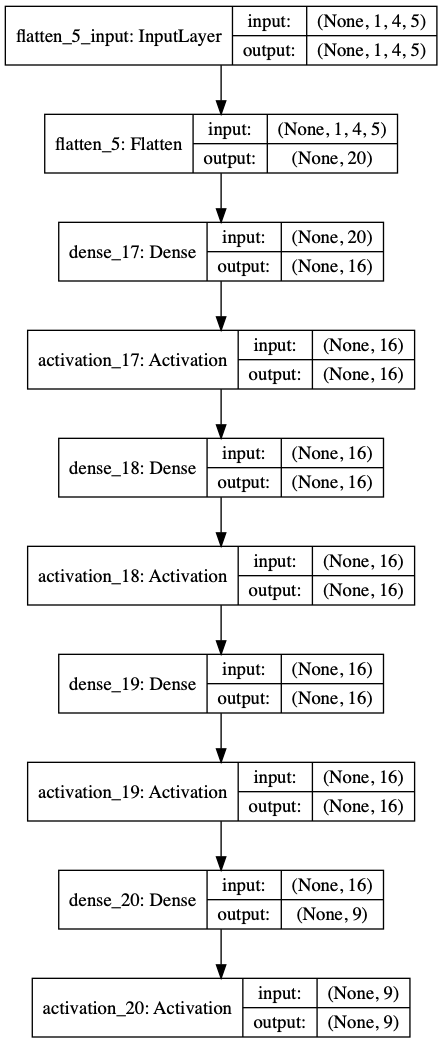 flatten_5_input: InputLayer
input: (None, 1, 4, 5)
output: (None, 1, 4, 5)
flatten_5: Flatten
input: (None, 1, 4, 5)
output: (None, 20)
dense_17: Dense
input: (None, 20)
output: (None, 16)
activation_17: Activation
input: (None, 16)
output: (None, 16)
dense_18: Dense
input: (None, 16)
output: (None, 16)
activation_18: Activation
input: (None, 16)
output: (None, 16)
dense_19: Dense
input: (None, 16)
output: (None, 16)
activation_19: Activation
input: (None, 16)
output: (None, 16)
dense_20: Dense
input: (None, 16)
output: (None, 9)
activation_20: Activation
input: (None, 9)
output: (None, 9)